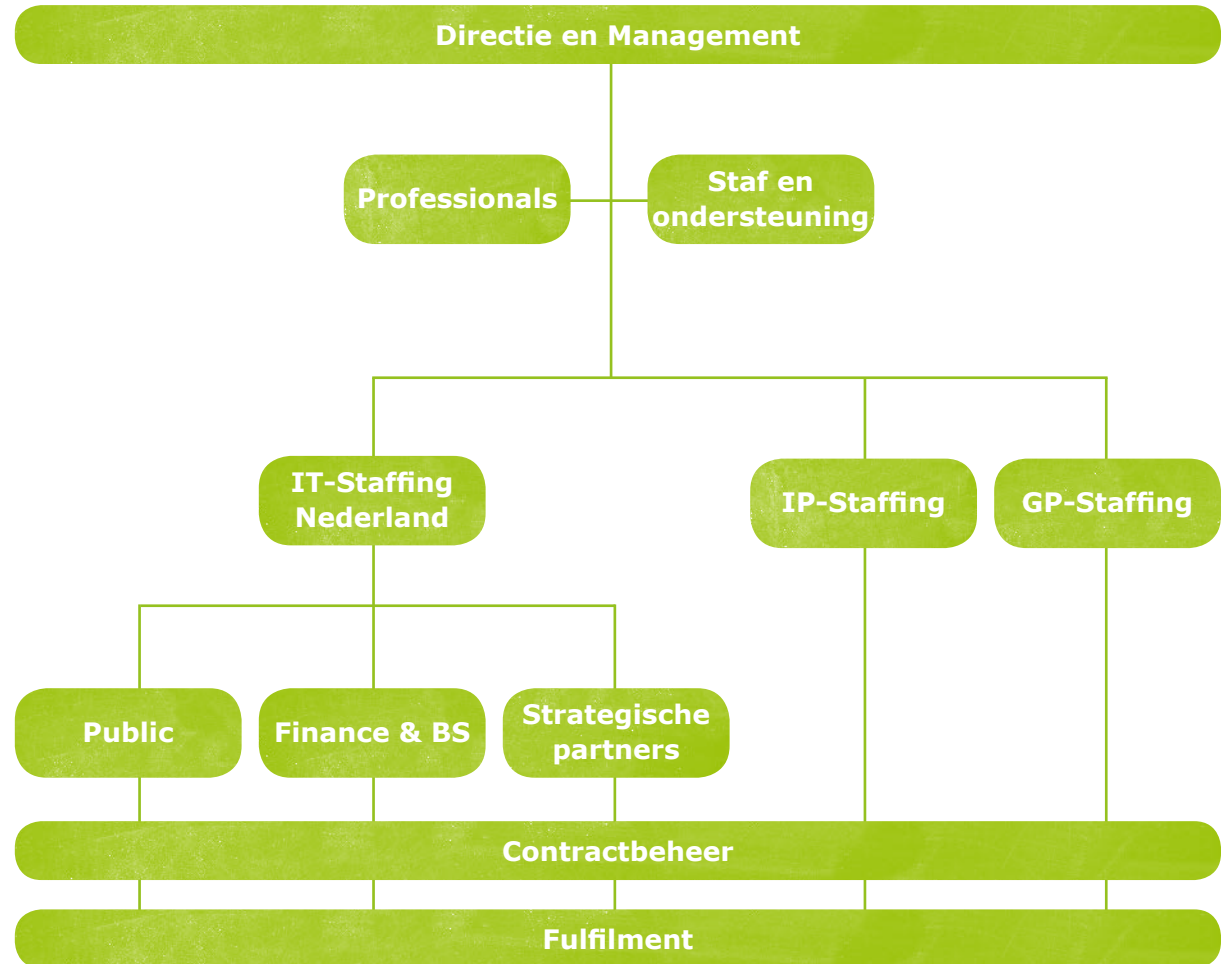 Directie en Management
Professionals
Staf en
ondersteuning
IT-Staffing
Nederland
IP-Staffing
GP-Staffing
Public
Finance & BS
Strategische
partners
Contractbeheer
Fulfilment